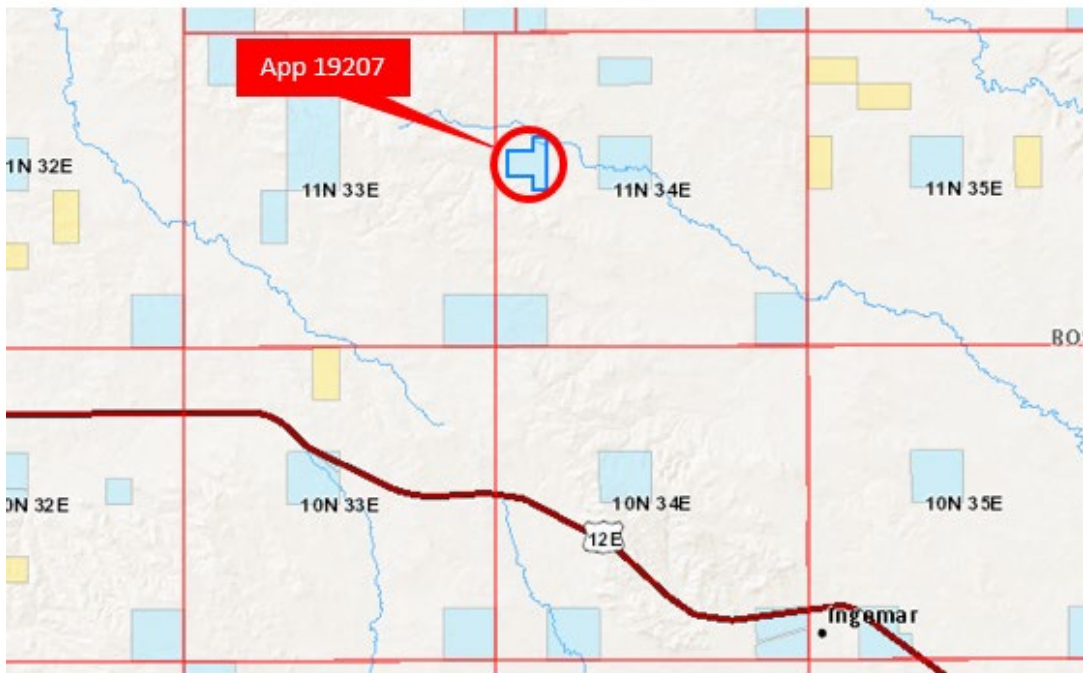 App 19207
1N 32E
11N 33E
11N 34E
11N 35E
BO
0N 32E
10N 33E
10N 34E
10N 35E
12E
Ingomar